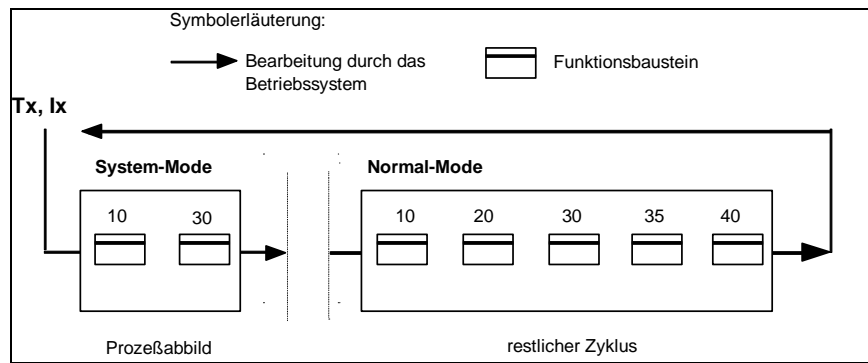 Symbolerläuterung:
Bearbeitung durch das
Betriebssystem
Funktionsbaustein
Tx, Ix
System-Mode
Normal-Mode
10 30
10 20 30 35 40
Prozeßabbild
restlicher Zyklus